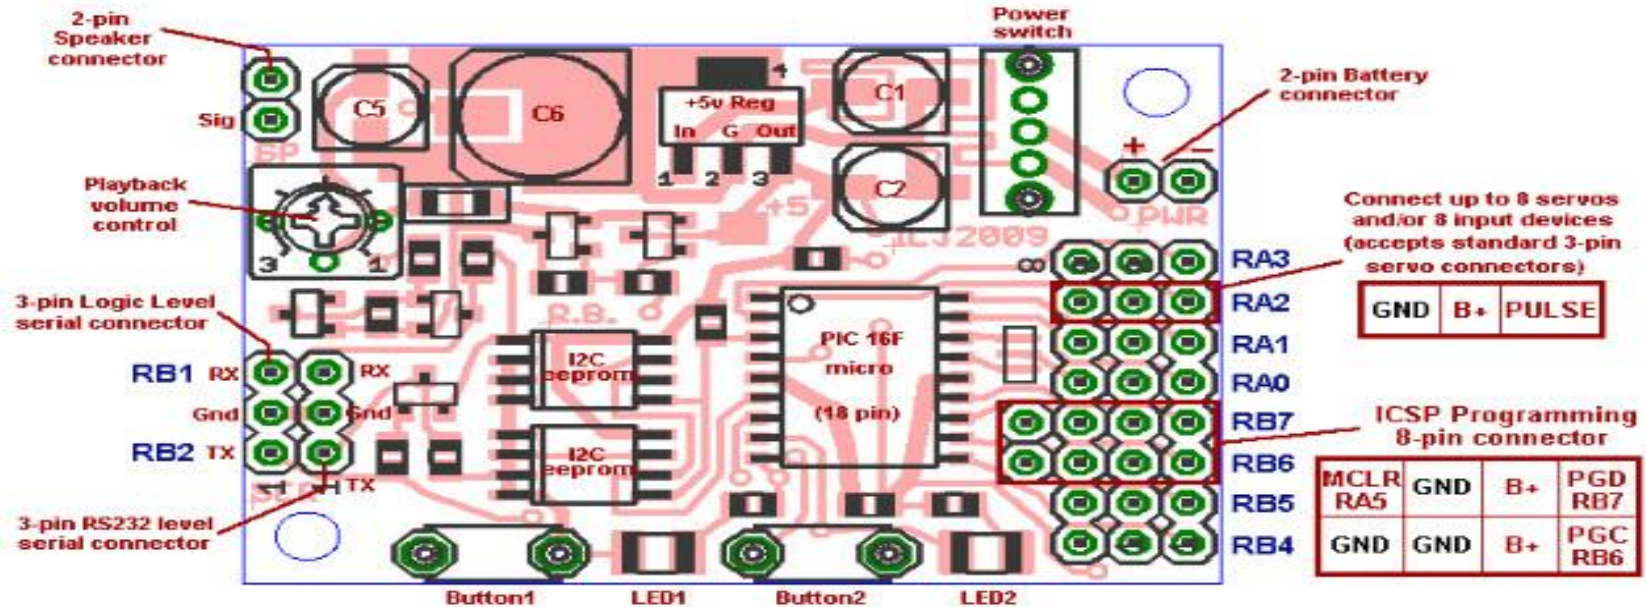 2-pin
Speaker
connector
Sig
SP
Playback
volume
control
3
1
3-pin Logic Level
serial connector
RB1 RX
RX
Gnd
Gnd
RB2 TX
TX
1
1
3-pin RS232 level
serial connector
C5
C6
+5v Reg
In G Out
1 2 3
4
C1
C2
+5
ICJ2009
R.B.
Power
switch
2-pin Battery
connector
+ −
PWR
8
I2C
eeprom
I2C
eeprom
PIC 16F
micro
(18 pin)
RA3
RA2
RA1
RA0
RB7
RB6
RB5
RB4
Connect up to 8 servos
and/or 8 input devices
(accepts standard 3-pin
servo connectors)
GND B+ PULSE
ICSP Programming
8-pin connector
MCLR RA5 GND B+ PGD RB7
GND GND B+ PGC RB6
Button1
LED1
Button2
LED2